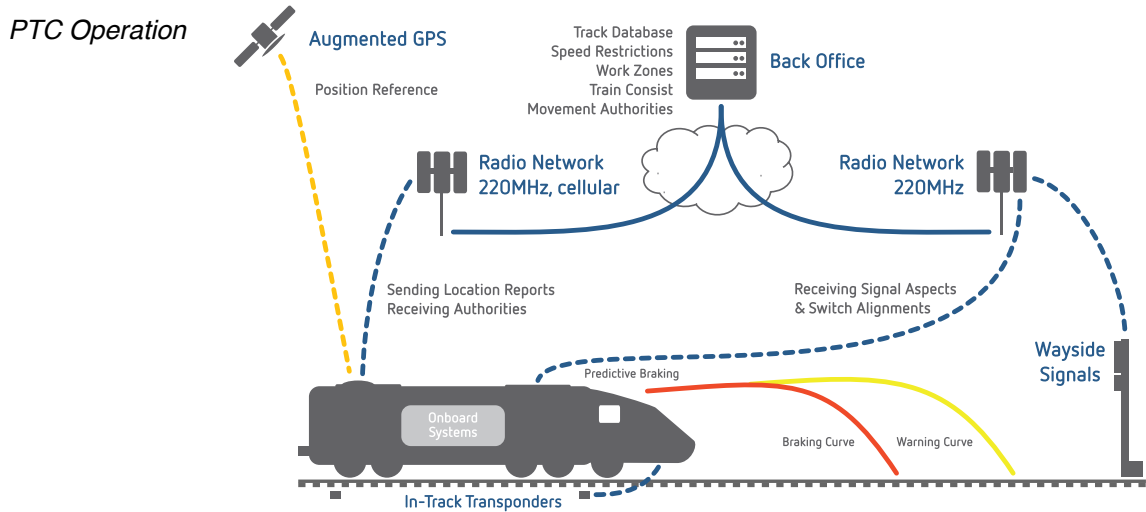 PTC Operation
Augmented GPS
Position Reference
Track Database
Speed Restrictions
Work Zones
Train Consist
Movement Authorities
Back Office
Radio Network
220MHz, cellular
Radio Network
220MHz
Sending Location Reports
Receiving Authorities
Receiving Signal Aspects
& Switch Alignments
Wayside
Signals
Predictive Braking
Onboard
Systems
Braking Curve
Warning Curve
In-Track Transponders